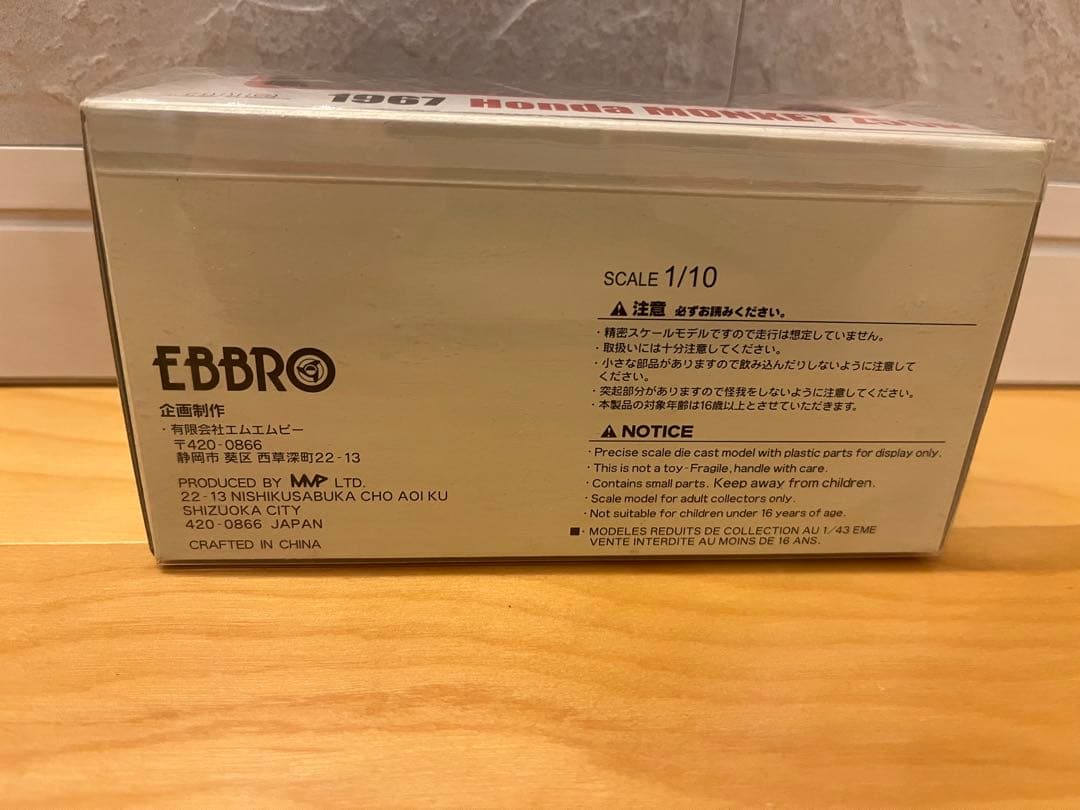 1967 Honda MONKEY
SCALE 1/10
注意 必ずお読みください。
・精密スケールモデルですので走行は想定していません。
・取扱いには十分注意してください。
・小さな部品がありますので飲み込んだりしないように注意して
ください。
・突起部分がありますので怪我をしないように注意してください。
・本製品の対象年齢は16歳以上とさせていただきます。
NOTICE
・Precise scale die cast model with plastic parts for display only.
・This is not a toy-Fragile, handle with care.
・Contains small parts. Keep away from children.
・Scale model for adult collectors only.
・Not suitable for children under 16 years of age.
■・MODELES REDUITS DE COLLECTION AU 1/43 EME
VENTE INTERDITE AU MOINS DE 16 ANS.
EBBRO
企画制作
・有限会社エムエムピー
〒420-0866
静岡市 葵区 西草深町22-13
PRODUCED BY MMP LTD.
22-13 NISHIKUSABUKA CHO AOI KU
SHIZUOKA CITY
420-0866 JAPAN
CRAFTED IN CHINA